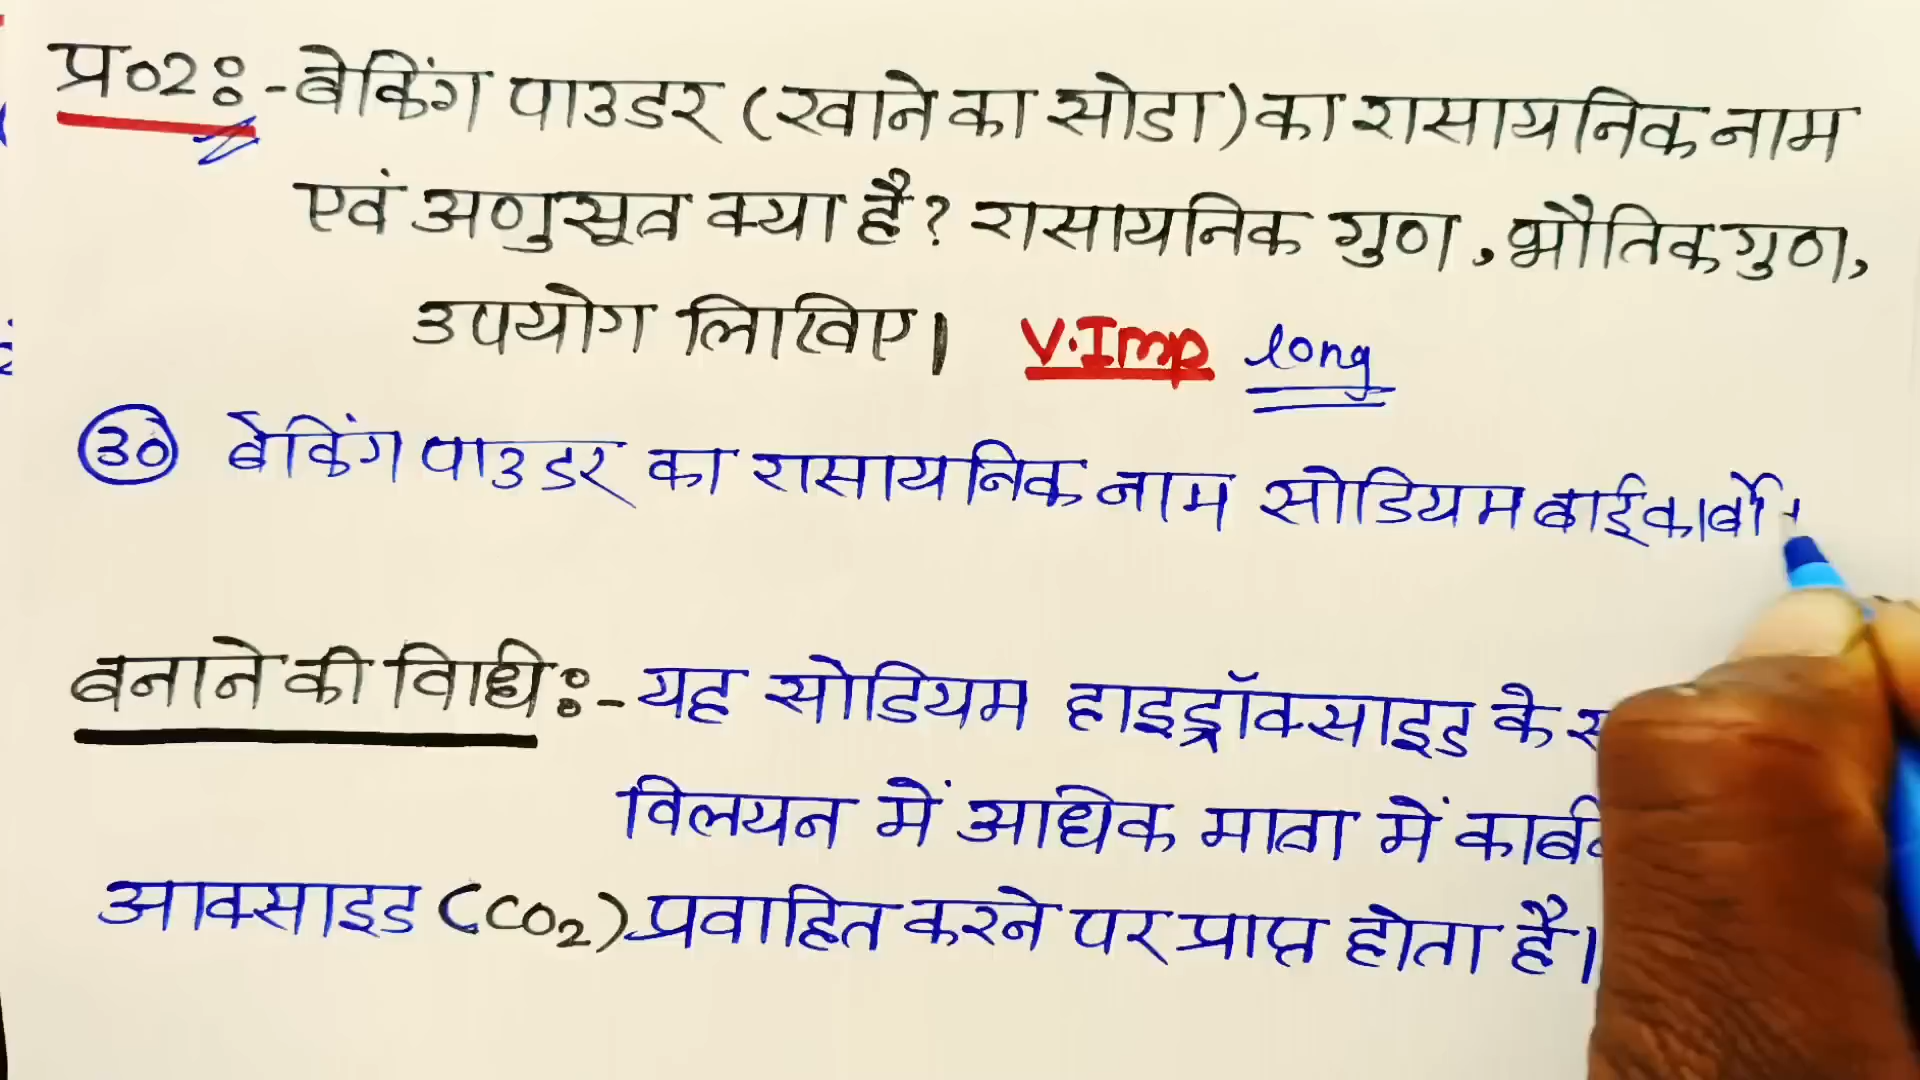 प्र०2ः-बेकिंग पाउडर (खाने का सोडा) का रासायनिक नाम
एवं अणुसूत्र क्या है? रासायनिक गुण, भौतिक गुण,
उपयोग लिखिए। V.Imp long
उ० बेकिंग पाउडर का रासायनिक नाम सोडियम
बनाने की विधिः-यह सोडियम हाइड्रॉक्साइड के
विलयन में अधिक मात्रा में
आक्साइड (CO₂) प्रवाहित करने पर प्राप्त होता है।